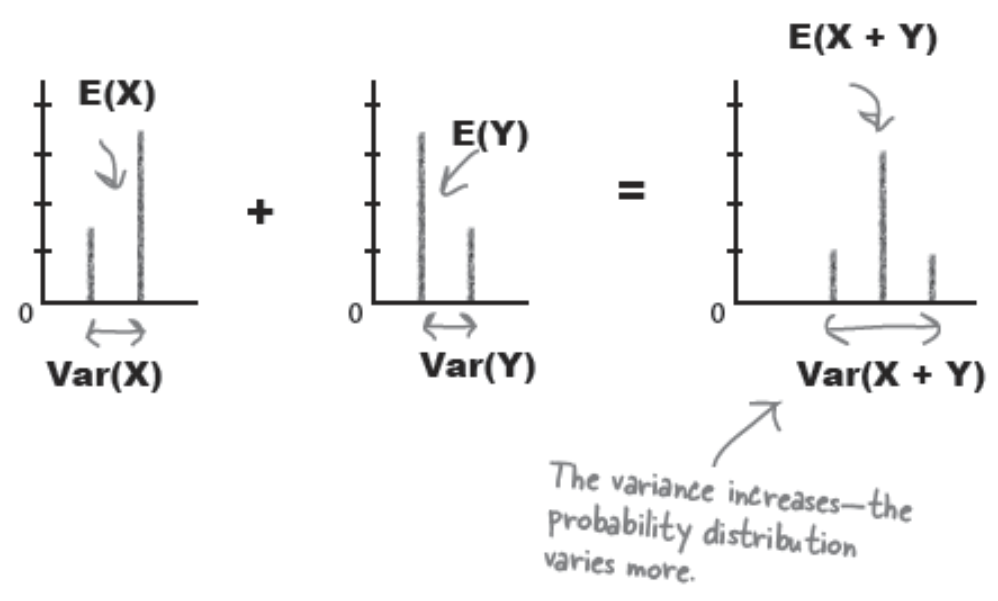 E(X + Y)
E(X)
E(Y)
+
=
0
0
0
Var(X)
Var(Y)
Var(X + Y)
The variance increases—the
probability distribution
varies more.